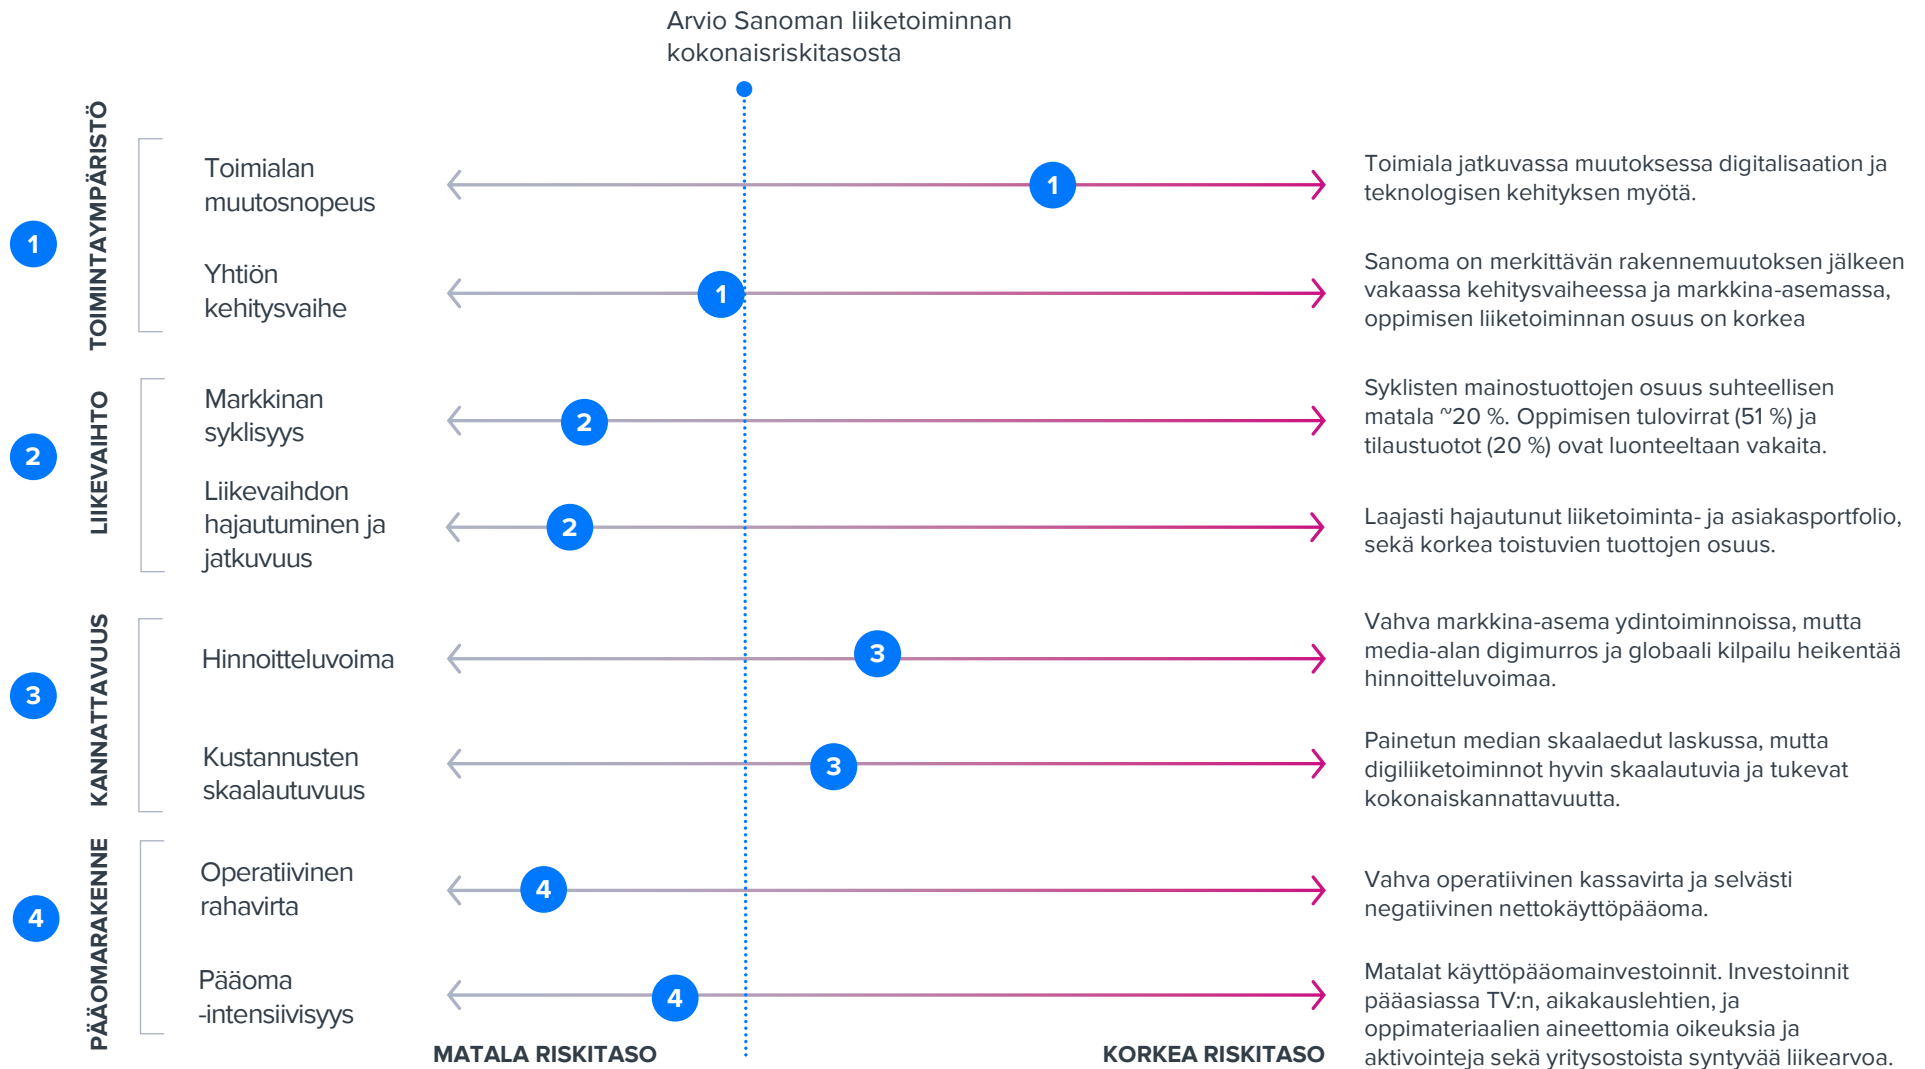 Arvio Sanoman liiketoiminnan
kokonaisriskitasosta
1
TOIMINTAYMPÄRISTÖ
Toimialan
muutosnopeus
1
Toimiala jatkuvassa muutoksessa digitalisaation ja
teknologisen kehityksen myötä.
Yhtiön
kehitysvaihe
1
Sanoma on merkittävän rakennemuutoksen jälkeen
vakaassa kehitysvaiheessa ja markkina-asemassa,
oppimisen liiketoiminnan osuus on korkea
2
LIIKEVAIHTO
Markkinan
syklisyys
2
Syklisten mainostuottojen osuus suhteellisen
matala ~20 %. Oppimisen tulovirrat (51 %) ja
tilaustuotot (20 %) ovat luonteeltaan vakaita.
Liikevaihdon
hajautuminen ja
jatkuvuus
2
Laajasti hajautunut liiketoiminta- ja asiakasportfolio,
sekä korkea toistuvien tuottojen osuus.
3
KANNATTAVUUS
Hinnoitteluvoima
3
Vahva markkina-asema ydintoiminnoissa, mutta
media-alan digimurros ja globaali kilpailu heikentää
hinnoitteluvoimaa.
Kustannusten
skaalautuvuus
3
Painetun median skaalaedut laskussa, mutta
digiliiketoiminnot hyvin skaalautuvia ja tukevat
kokonaiskannattavuutta.
4
PÄÄOMARAKENNE
Operatiivinen
rahavirta
4
Vahva operatiivinen kassavirta ja selvästi
negatiivinen nettokäyttöpääoma.
Pääoma
-intensiivisyys
4
Matalat käyttöpääomainvestoinnit. Investoinnit
pääasiassa TV:n, aikakauslehtien, ja
oppimateriaalien aineettomia oikeuksia ja
aktivointeja sekä yritysostoista syntyvää liikearvoa.
MATALA RISKITASO
KORKEA RISKITASO